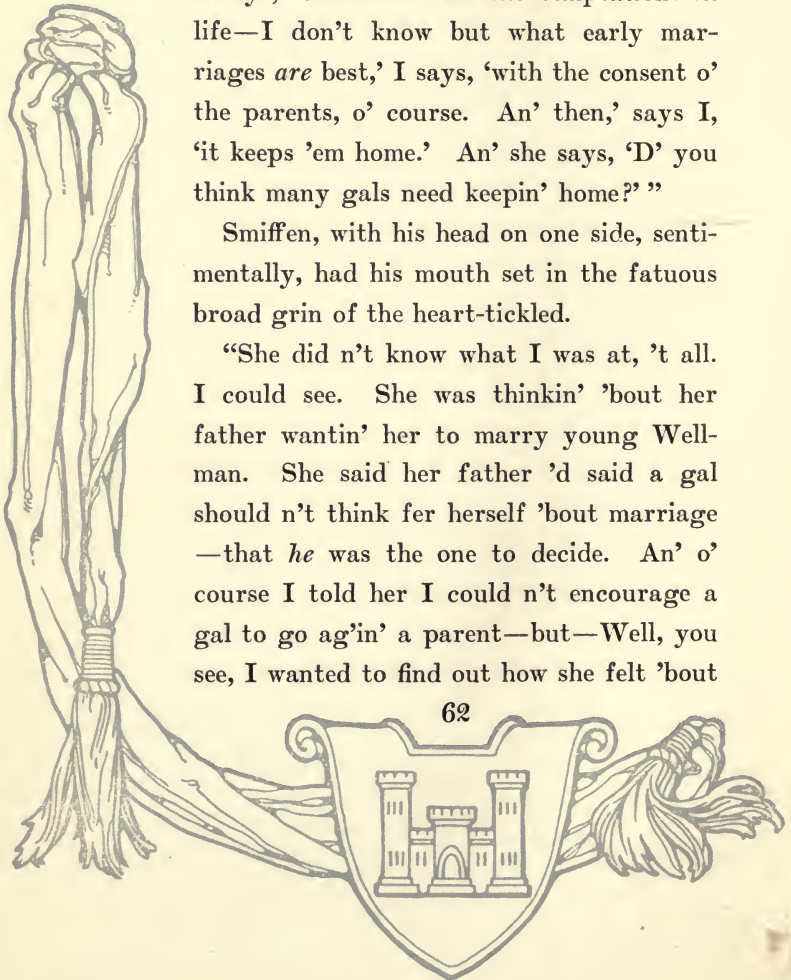 life—I don't know but what early mar-
riages are best,' I says, 'with the consent o'
the parents, o' course. An' then,' says I,
'it keeps 'em home.' An' she says, 'D' you
think many gals need keepin' home?' ”
Smiffen, with his head on one side, senti-
mentally, had his mouth set in the fatuous
broad grin of the heart-tickled.
“She did n't know what I was at, 't all.
I could see. She was thinkin' 'bout her
father wantin' her to marry young Well-
man. She said her father 'd said a gal
should n't think fer herself 'bout marriage
—that he was the one to decide. An' o'
course I told her I could n't encourage a
gal to go ag'in' a parent—but—Well, you
see, I wanted to find out how she felt 'bout
62